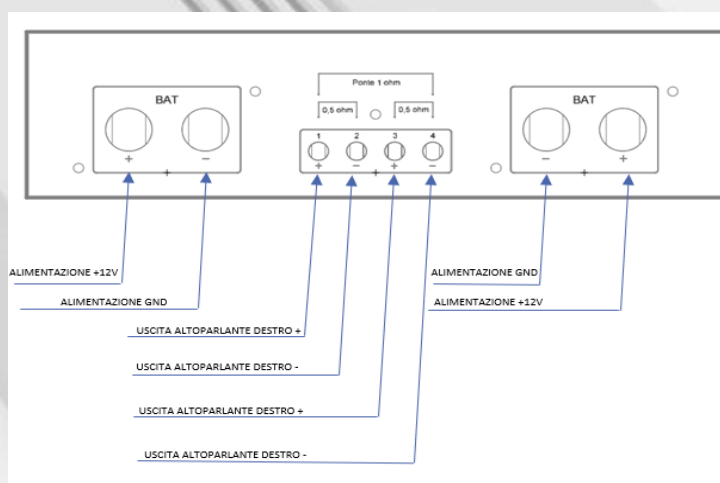 Ponte 1 ohm
BAT
0,5 ohm
0,5 ohm
BAT
1 2 3 4
+ - + - + - - +
ALIMENTAZIONE +12V
ALIMENTAZIONE GND
ALIMENTAZIONE GND
ALIMENTAZIONE +12V
USCITA ALTOPARLANTE DESTRO +
USCITA ALTOPARLANTE DESTRO -
USCITA ALTOPARLANTE DESTRO +
USCITA ALTOPARLANTE DESTRO -